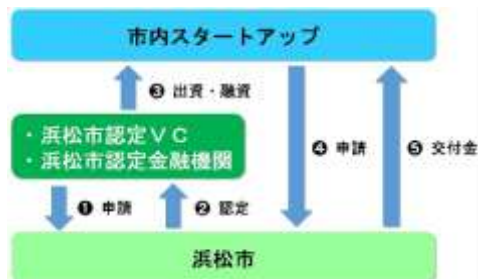 市内スタートアップ
❸ 出資・融資
・浜松市認定ＶＣ
・浜松市認定金融機関
❹ 申請
❺ 交付金
❶ 申請
❷ 認定
浜松市